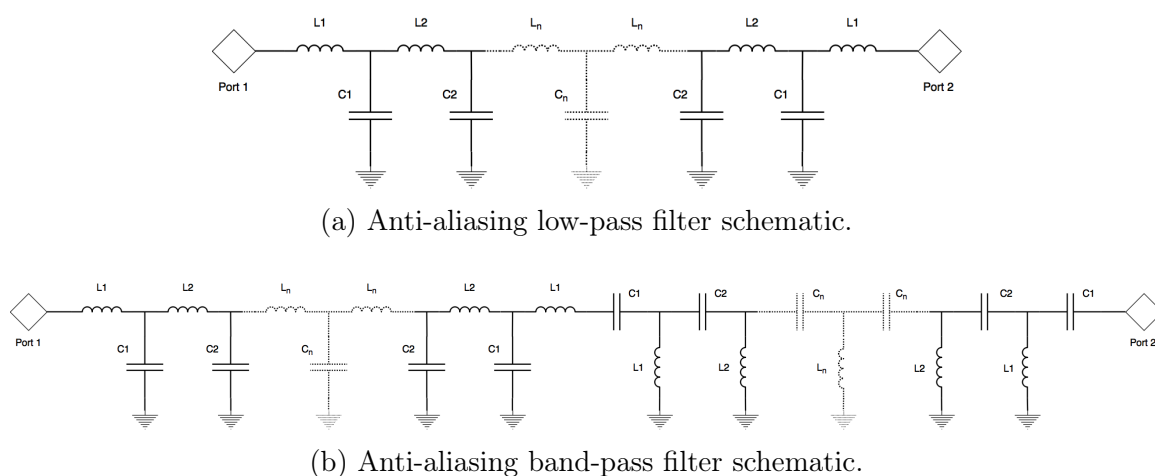 L1 L2 Lₙ Lₙ L2 L1
Port 1 Port 2
C1 C2 Cₙ C2 C1
(a) Anti-aliasing low-pass filter schematic.
L1 L2 Lₙ Lₙ L2 L1 C1 C2 Cₙ Cₙ C2 C1
Port 1 Port 2
C1 C2 Cₙ C2 C1 L1 L2 Lₙ L2 L1
(b) Anti-aliasing band-pass filter schematic.